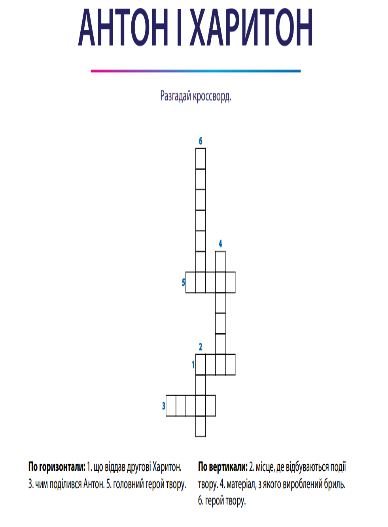 АНТОН І ХАРИТОН
Разгадай кроссворд.
6
4
5
2
1
3
По горизонтали: 1. що віддав другові Харитон.
3. чим поділився Антон. 5. головний герой твору.
По вертикали: 2. місце, де відбуваються події
твору. 4. матеріал, з якого вироблений бриль.
6. герой твору.